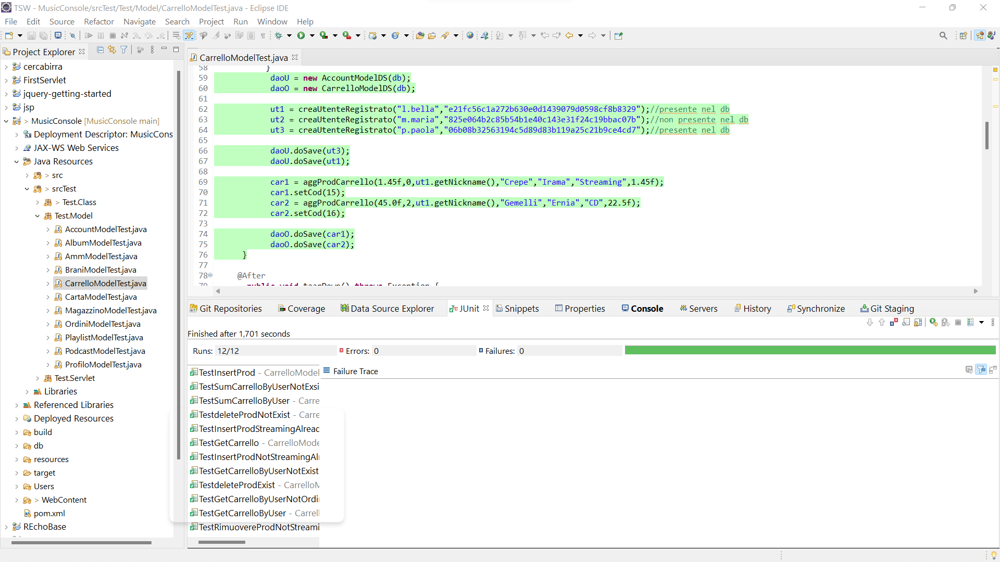 TSW - MusicConsole/srcTest/Test/Model/CarrelloModelTest.java - Eclipse IDE
File Edit Source Refactor Navigate Search Project Run Window Help
Project Explorer
cercabirra
FirstServlet
jquery-getting-started
jsp
> MusicConsole [MusicConsole main]
Deployment Descriptor: MusicCons
JAX-WS Web Services
Java Resources
> src
> srcTest
> Test.Class
Test.Model
AccountModelTest.java
AlbumModelTest.java
AmmModelTest.java
BraniModelTest.java
CarrelloModelTest.java
CartaModelTest.java
MagazzinoModelTest.java
OrdiniModelTest.java
PlaylistModelTest.java
PodcastModelTest.java
ProfiloModelTest.java
Test.Servlet
Libraries
Referenced Libraries
Deployed Resources
build
db
resources
target
Users
> WebContent
pom.xml
REchoBase
CarrelloModelTest.java
58 }
59 daoU = new AccountModelDS(db);
60 daoO = new CarrelloModelDS(db);
61
62 ut1 = creaUtenteRegistrato("l.bella","e21fc56c1a272b630e0d1439079d0598cf8b8329");//presente nel db
63 ut2 = creaUtenteRegistrato("m.maria","825e064b2c85b54b1e40c143e31f24c19bbac07b");//non presente nel db
64 ut3 = creaUtenteRegistrato("p.paola","06b08b32563194c5d89d83b119a25c21b9ce4cd7");//presente nel db
65
66 daoU.doSave(ut3);
67 daoU.doSave(ut1);
68
69 car1 = aggProdCarrello(1.45f,0,ut1.getNickname(),"Crepe","Irama","Streaming",1.45f);
70 car1.setCod(15);
71 car2 = aggProdCarrello(45.0f,2,ut1.getNickname(),"Gemelli","Ernia","CD",22.5f);
72 car2.setCod(16);
73
74 daoO.doSave(car1);
75 daoO.doSave(car2);
76 }
77
78 @After
79 public void tearDown() throws Exception {
Git Repositories Coverage Data Source Explorer JUnit Snippets Properties Console Servers History Synchronize Git Staging
Finished after 1,701 seconds
Runs: 12/12 Errors: 0 Failures: 0
Failure Trace
TestInsertProd - CarrelloModel
TestSumCarrelloByUserNotExsi
TestSumCarrelloByUser - Carre
TestdeleteProdNotExist - Carre
TestInsertProdStreamingAlread
TestGetCarrello - CarrelloMode
TestInsertProdNotStreamingAl
TestGetCarrelloByUserNotExist
TestdeleteProdExist - CarrelloM
TestGetCarrelloByUserNotOrdi
TestGetCarrelloByUser - Carrel
TestRimuovereProdNotStreami